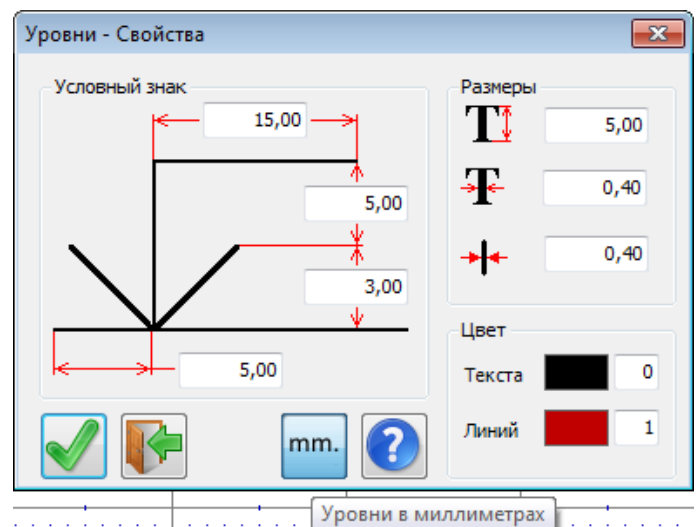 Уровни - Свойства
Условный знак
15,00
5,00
3,00
5,00
Размеры
T 5,00
T 0,40
0,40
Цвет
Текста 0
Линий 1
mm. ?
Уровни в миллиметрах